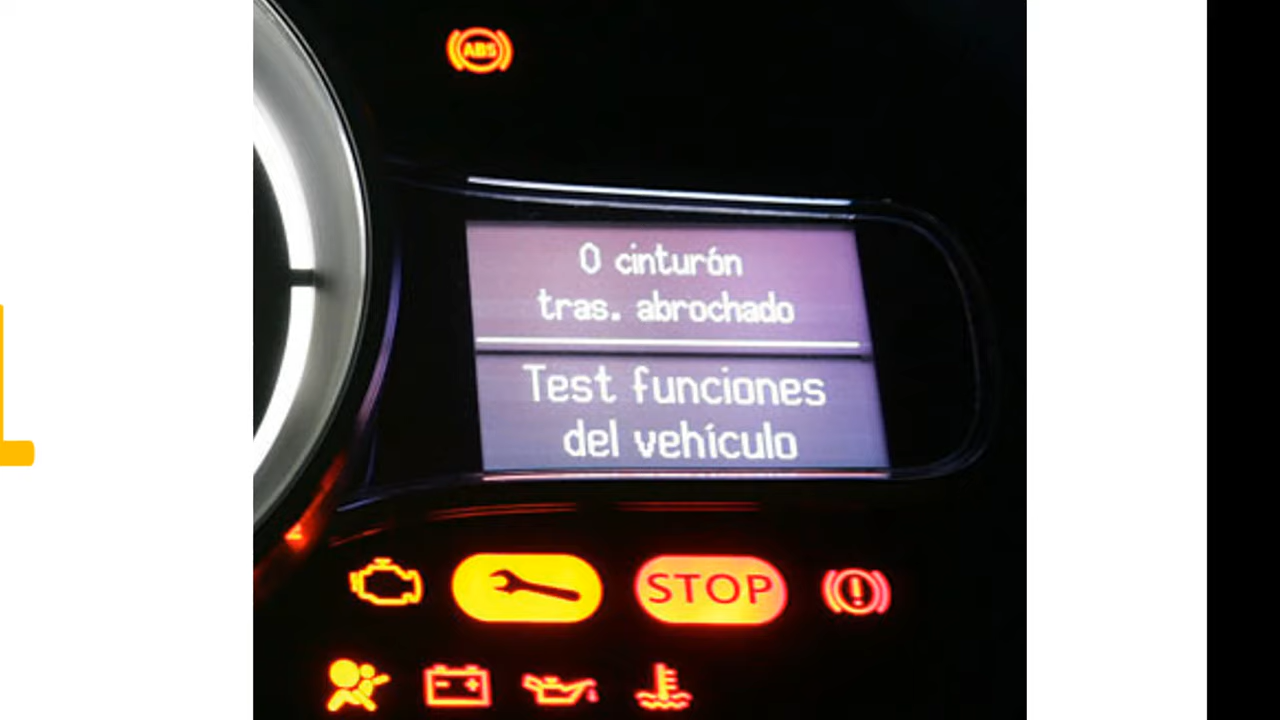 ABS
0 cinturón
tras. abrochado
Test funciones
del vehículo
STOP